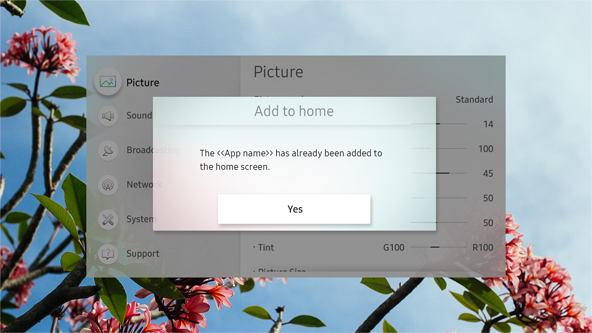 Picture
Picture
Standard
Add to home
Sound
14
The <<App name>> has already been added to
the home screen.
100
45
Network
Yes
50
System
50
Support
Tint G100 R100
Picture Size